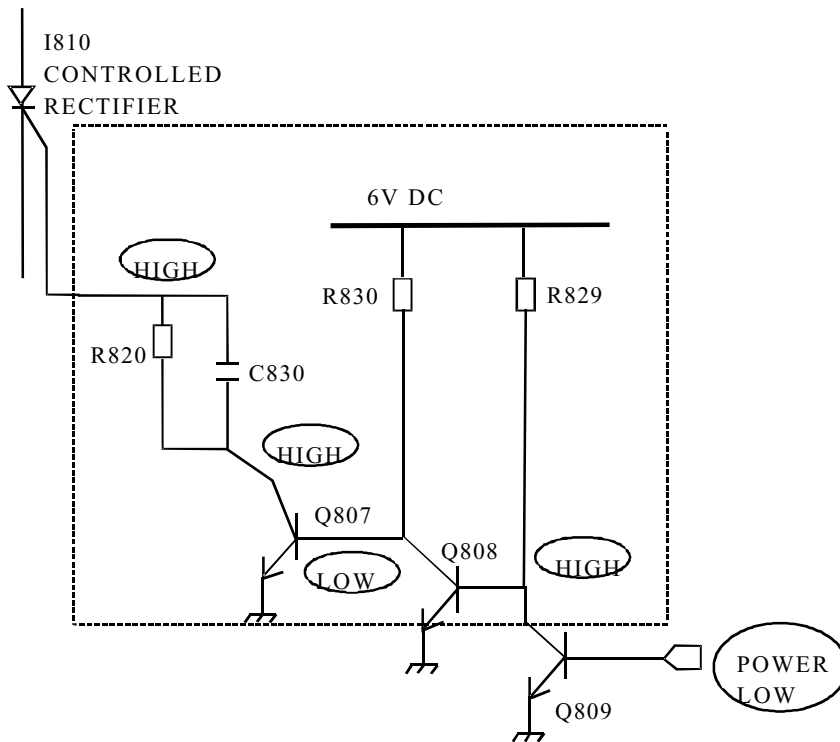 I810
CONTROLLED
RECTIFIER
6V DC
HIGH
R830
R829
R820
C830
HIGH
Q807
Q808
HIGH
LOW
POWER
LOW
Q809